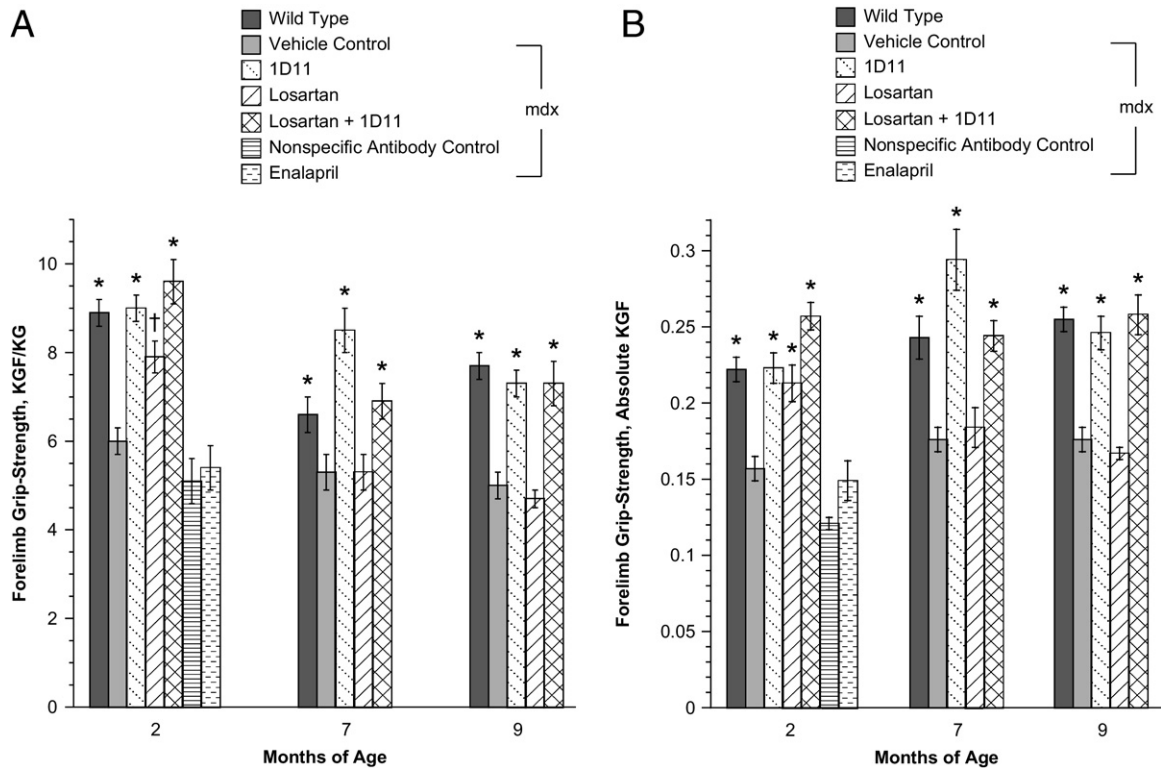 A
Wild Type
Vehicle Control
1D11
Losartan
Losartan + 1D11
Nonspecific Antibody Control
Enalapril
mdx
Forelimb Grip-Strength, KGF/KG
10
8
6
4
2
0
* * † * * * * * * *
2 7 9
Months of Age
B
Wild Type
Vehicle Control
1D11
Losartan
Losartan + 1D11
Nonspecific Antibody Control
Enalapril
mdx
Forelimb Grip-Strength, Absolute KGF
0.3
0.25
0.2
0.15
0.1
0.05
0
* * * * * * * * * *
2 7 9
Months of Age